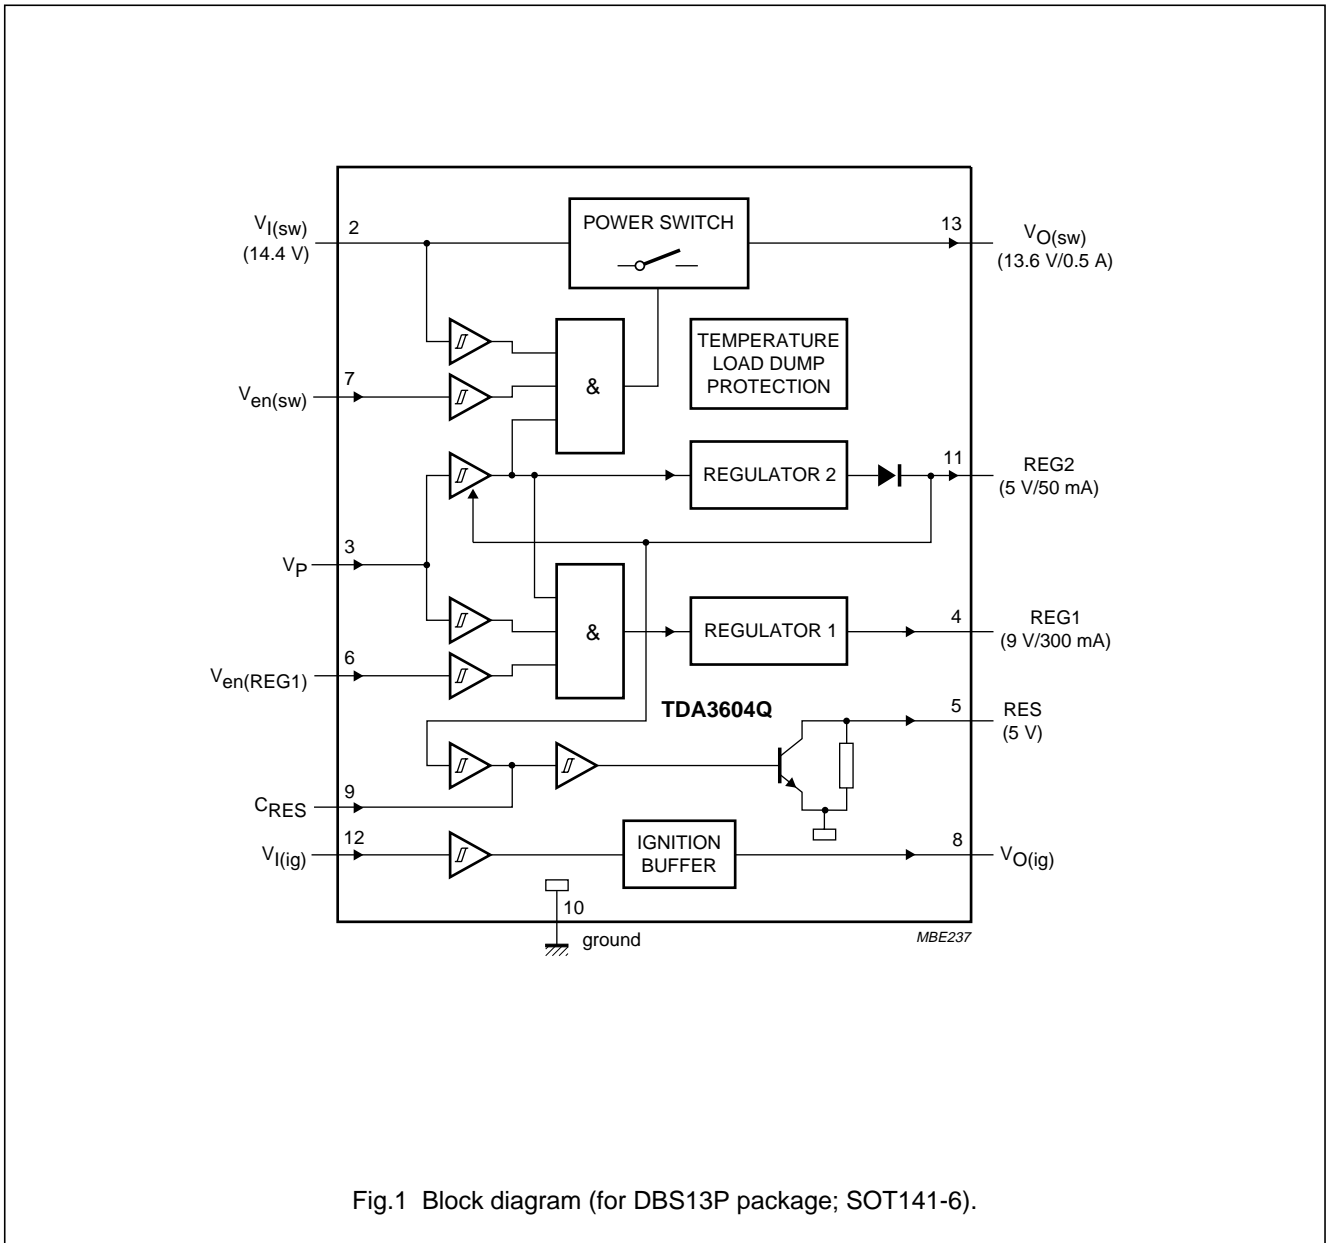 VI(sw)
(14.4 V)
2
POWER SWITCH
13
VO(sw)
(13.6 V/0.5 A)
TEMPERATURE
LOAD DUMP
PROTECTION
&
Ven(sw)
7
REGULATOR 2
11
REG2
(5 V/50 mA)
VP
3
&
REGULATOR 1
4
REG1
(9 V/300 mA)
Ven(REG1)
6
TDA3604Q
5
RES
(5 V)
CRES
9
VI(ig)
12
IGNITION
BUFFER
8
VO(ig)
10
ground
MBE237
Fig.1 Block diagram (for DBS13P package; SOT141-6).